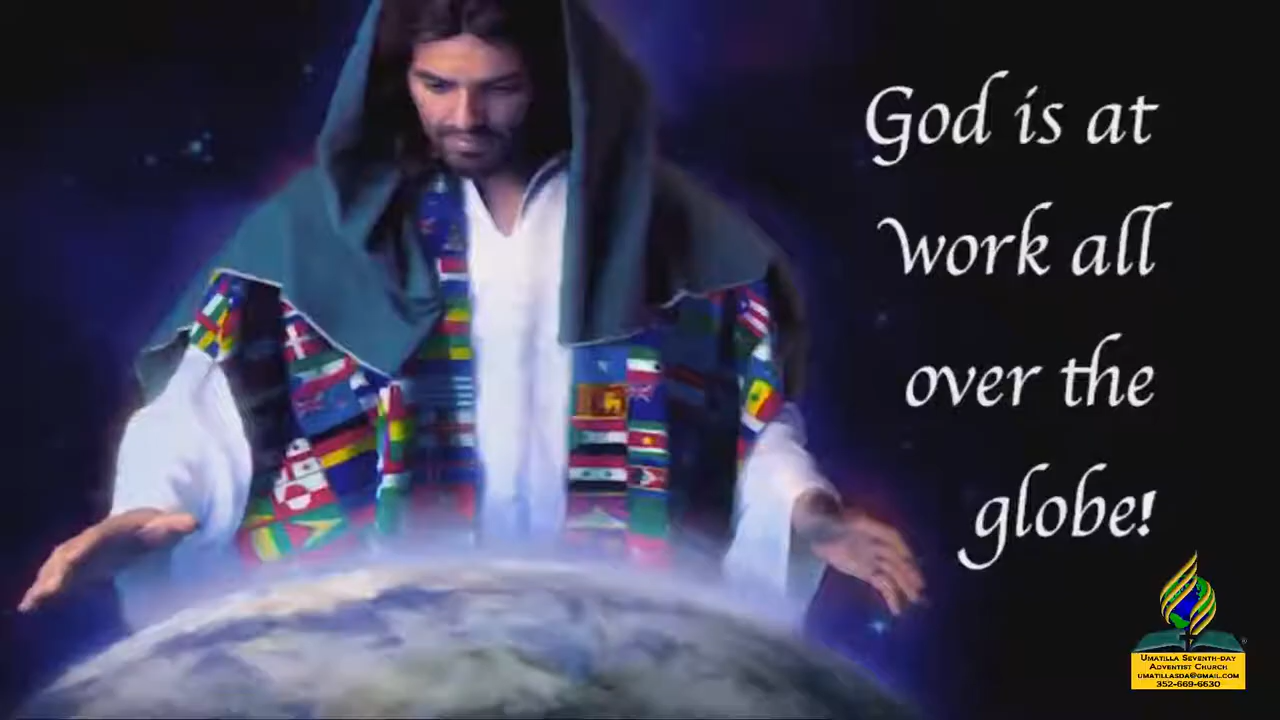 God is at
work all
over the
globe!
UMATILLA SEVENTH-DAY
ADVENTIST CHURCH
UMATILLASDA@GMAIL.COM
352-669-6630